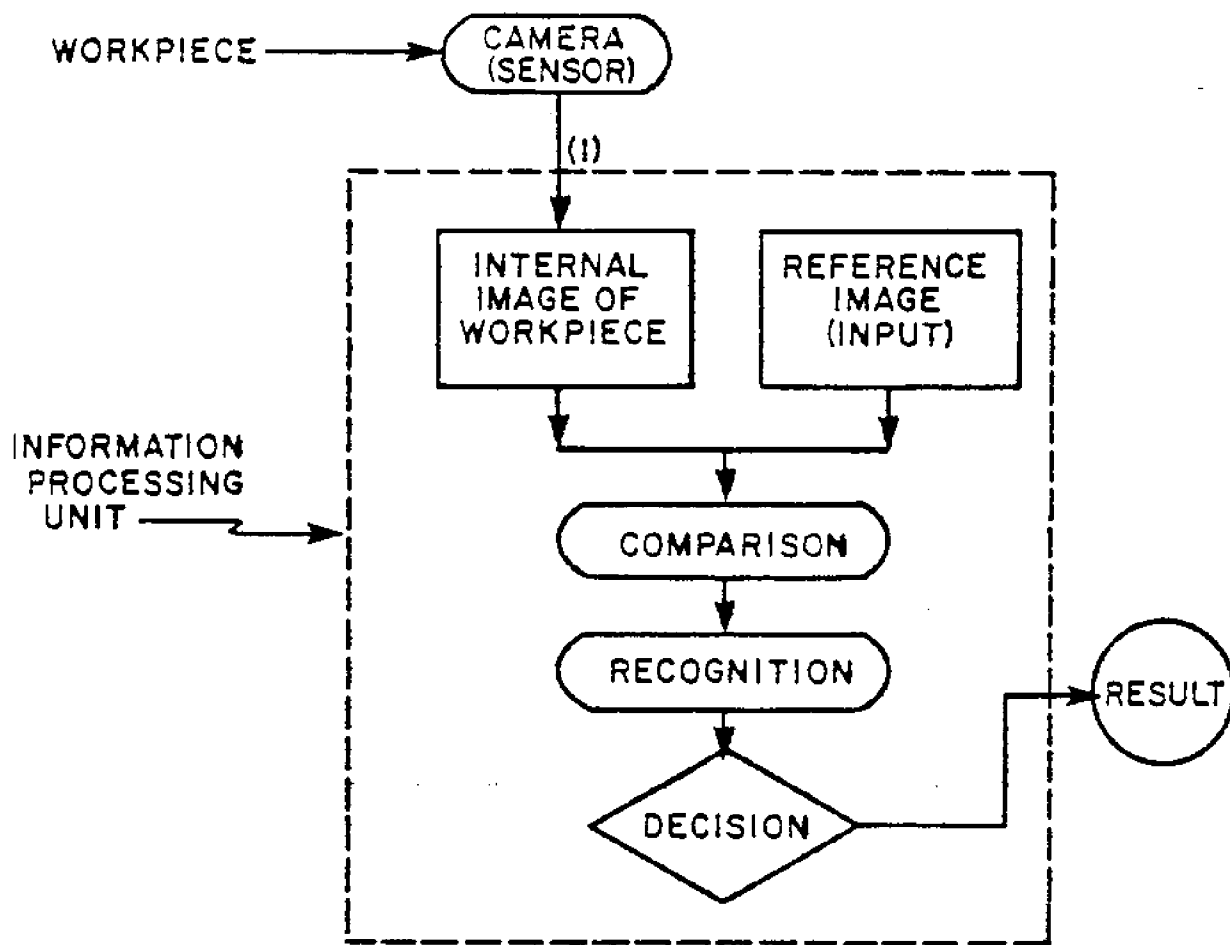 WORKPIECE
CAMERA
(SENSOR)
(1)
INTERNAL
IMAGE OF
WORKPIECE
REFERENCE
IMAGE
(INPUT)
INFORMATION
PROCESSING
UNIT
COMPARISON
RECOGNITION
RESULT
DECISION